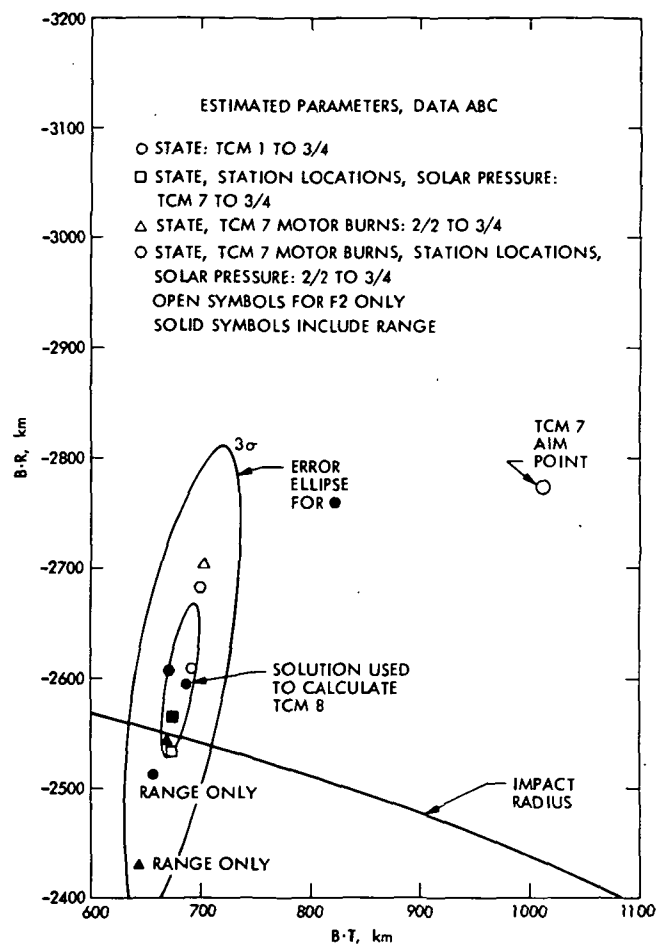 -3200
-3100
-3000
-2900
-2800
-2700
-2600
-2500
-2400
B·R, km
ESTIMATED PARAMETERS, DATA ABC
STATE: TCM 1 TO 3/4
STATE, STATION LOCATIONS, SOLAR PRESSURE:
TCM 7 TO 3/4
STATE, TCM 7 MOTOR BURNS: 2/2 TO 3/4
STATE, TCM 7 MOTOR BURNS, STATION LOCATIONS,
SOLAR PRESSURE: 2/2 TO 3/4
OPEN SYMBOLS FOR F2 ONLY
SOLID SYMBOLS INCLUDE RANGE
3σ
ERROR
ELLIPSE
FOR
TCM 7
AIM
POINT
SOLUTION USED
TO CALCULATE
TCM 8
RANGE ONLY
RANGE ONLY
IMPACT
RADIUS
600
700
800
900
1000
1100
B·T, km